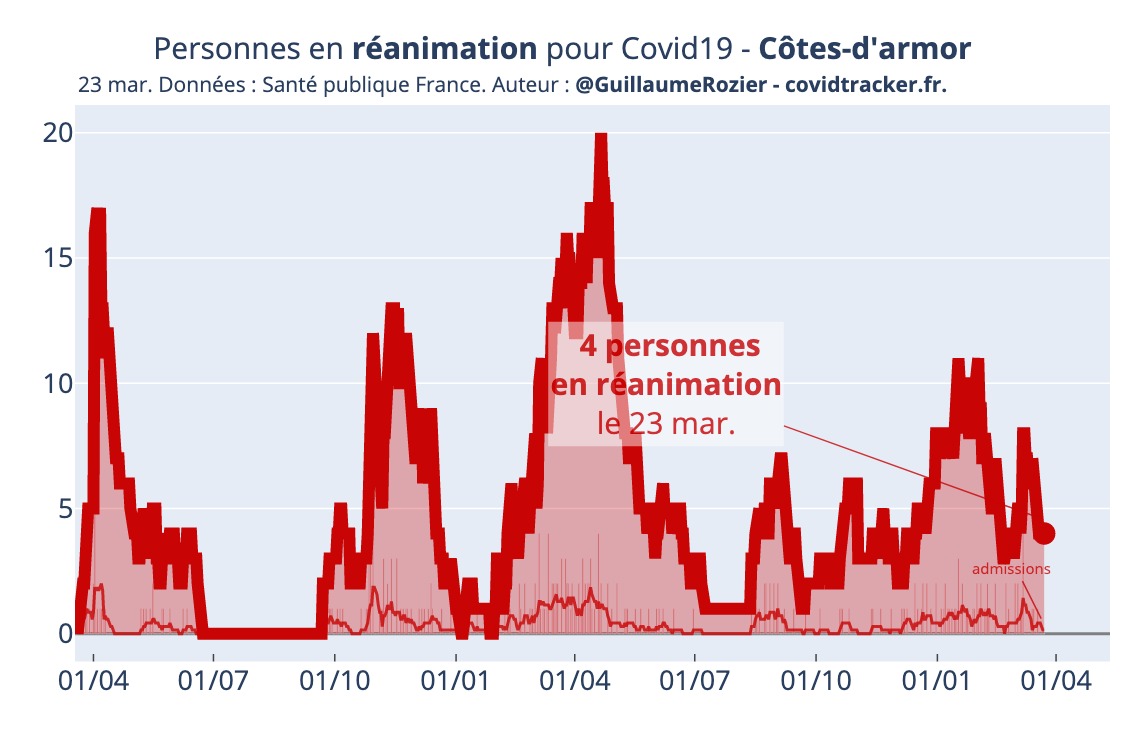 Personnes en réanimation pour Covid19 - Côtes-d'armor
23 mar. Données : Santé publique France. Auteur : @GuillaumeRozier - covidtracker.fr.
20
15
10
5
0
4 personnes
en réanimation
le 23 mar.
admissions
01/04 01/07 01/10 01/01 01/04 01/07 01/10 01/01 01/04